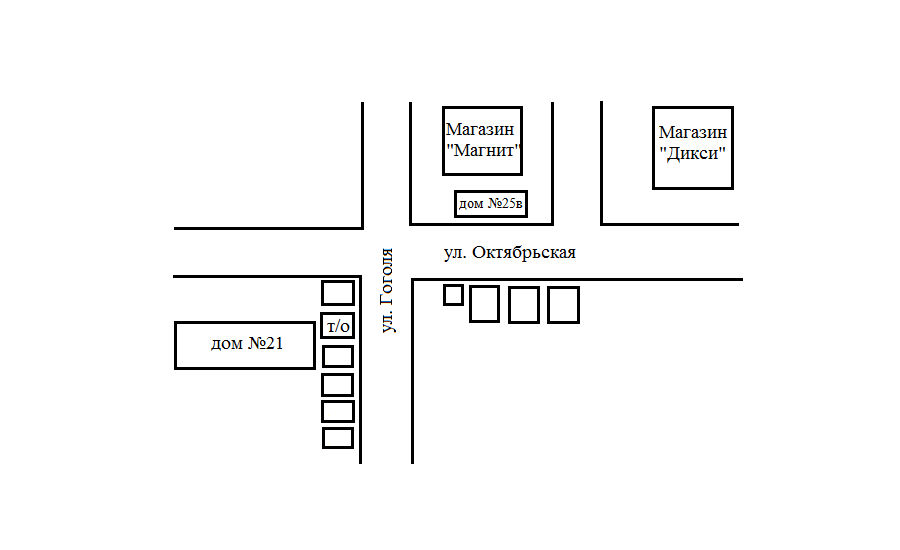 Магазин
"Магнит"
Магазин
"Дикси"
дом №25в
ул. Октябрьская
ул. Гоголя
т/о
дом №21